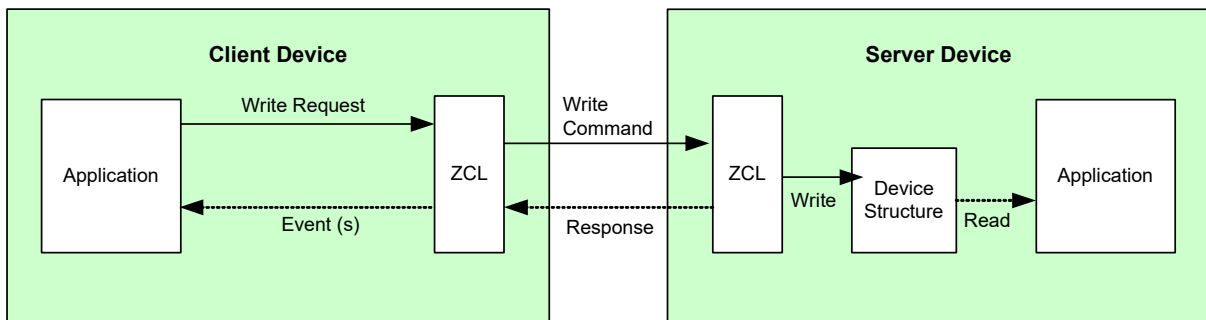 Client Device
Server Device
Write Request
Write
Command
Application
ZCL
ZCL
Device
Structure
Application
Write
Read
Event (s)
Response